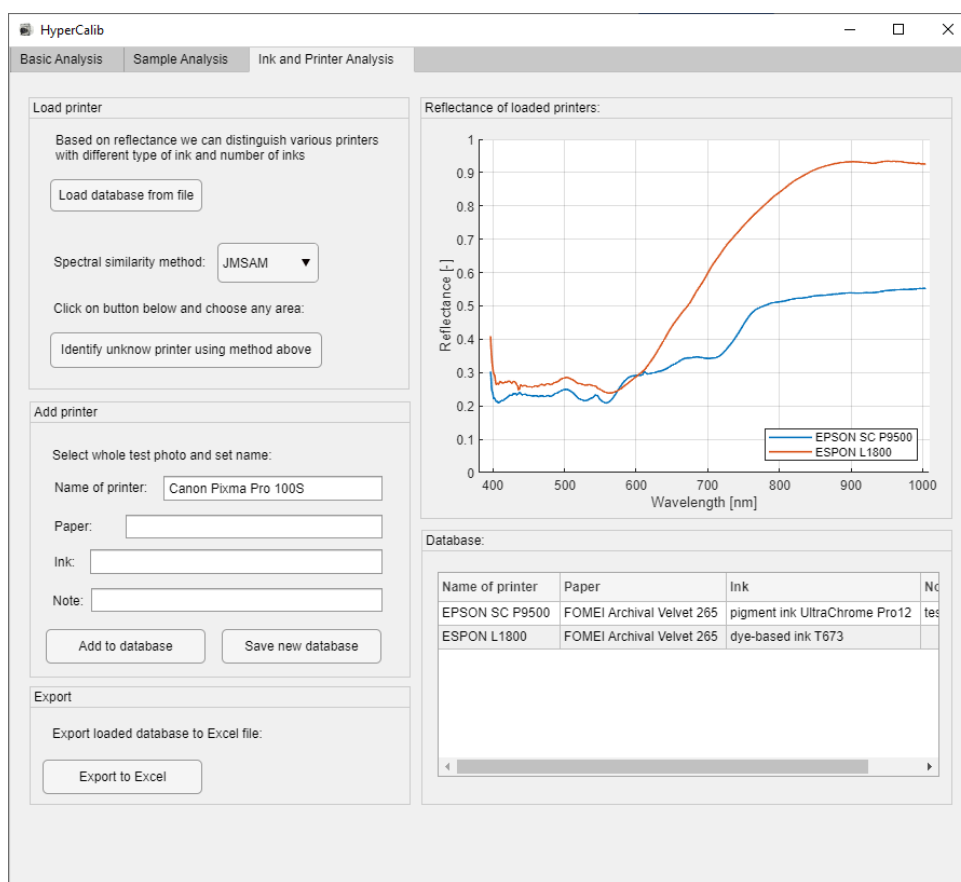 HyperCalib
Basic Analysis
Sample Analysis
Ink and Printer Analysis
Load printer
Based on reflectance we can distinguish various printers
with different type of ink and number of inks
Load database from file
Spectral similarity method:
JMSAM
Click on button below and choose any area:
Identify unknow printer using method above
Add printer
Select whole test photo and set name:
Name of printer:
Canon Pixma Pro 100S
Paper:
Ink:
Note:
Add to database
Save new database
Export
Export loaded database to Excel file:
Export to Excel
Reflectance of loaded printers:
1
0.9
0.8
0.7
0.6
0.5
0.4
0.3
0.2
0.1
0
Reflectance [-]
EPSON SC P9500
ESPON L1800
400 500 600 700 800 900 1000
Wavelength [nm]
Database:
Name of printer Paper Ink No
EPSON SC P9500 FOMEI Archival Velvet 265 pigment ink UltraChrome Pro12 tes
ESPON L1800 FOMEI Archival Velvet 265 dye-based ink T673